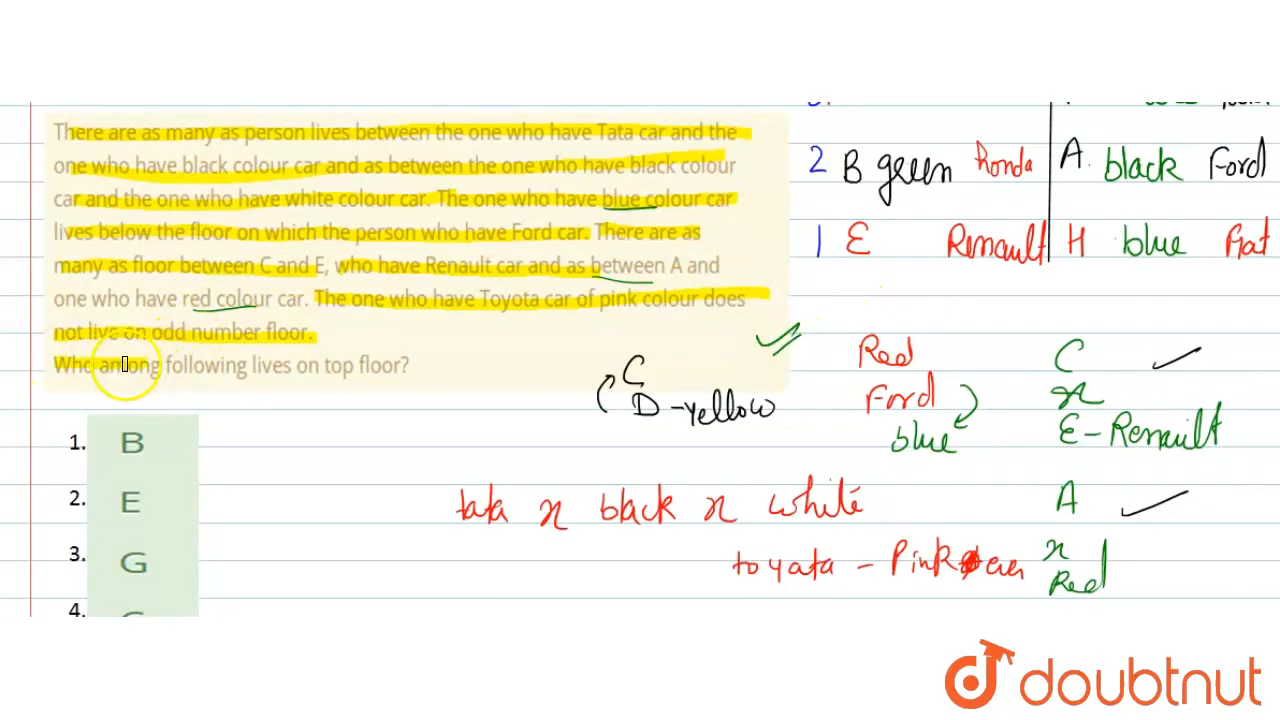 There are as many as person lives between the one who have Tata car and the
one who have black colour car and as between the one who have black colour
car and the one who have white colour car. The one who have blue colour car
lives below the floor on which the person who have Ford car. There are as
many as floor between C and E, who have Renault car and as between A and
one who have red colour car. The one who have Toyota car of pink colour does
not live on odd number floor.
Who among following lives on top floor?
1. B
2. E
3. G
4.
2 B green Honda A. black Ford
1 E Renault H blue Fiat
C
D - yellow
Red
Ford
blue
C
x
E - Renault
tata x black x white
A
x
Red
toyata - Pink even
doubtnut